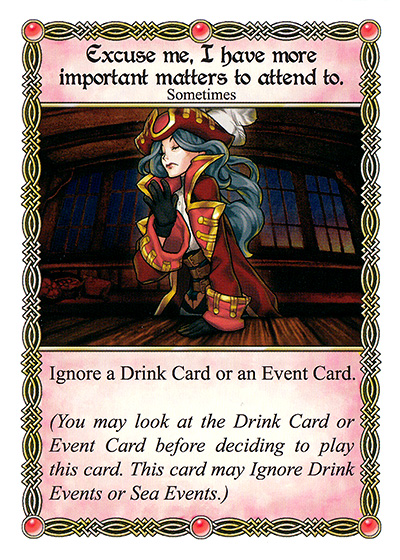 Excuse me, I have more
important matters to attend to.
Sometimes
Ignore a Drink Card or an Event Card.
(You may look at the Drink Card or
Event Card before deciding to play
this card. This card may Ignore Drink
Events or Sea Events.)